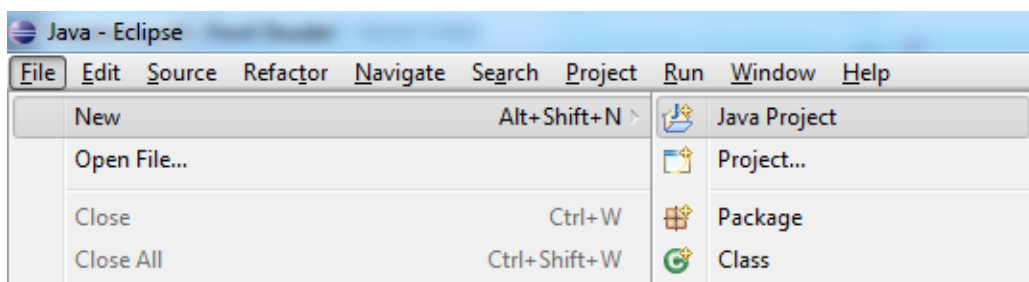 Java - Eclipse
File Edit Source Refactor Navigate Search Project Run Window Help
New Alt+Shift+N Java Project
Open File... Project...
Close Ctrl+W Package
Close All Ctrl+Shift+W Class